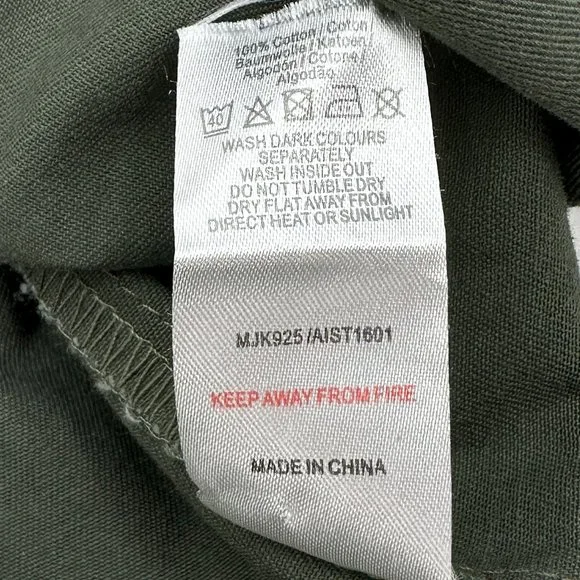 100% Cotton / Coton
Baumwolle / Katoen
Algodón / Cotone
Algodão
40
WASH DARK COLOURS
SEPARATELY
WASH INSIDE OUT
DO NOT TUMBLE DRY
DRY FLAT AWAY FROM
DIRECT HEAT OR SUNLIGHT
MJK925 /AIST1601
KEEP AWAY FROM FIRE
MADE IN CHINA